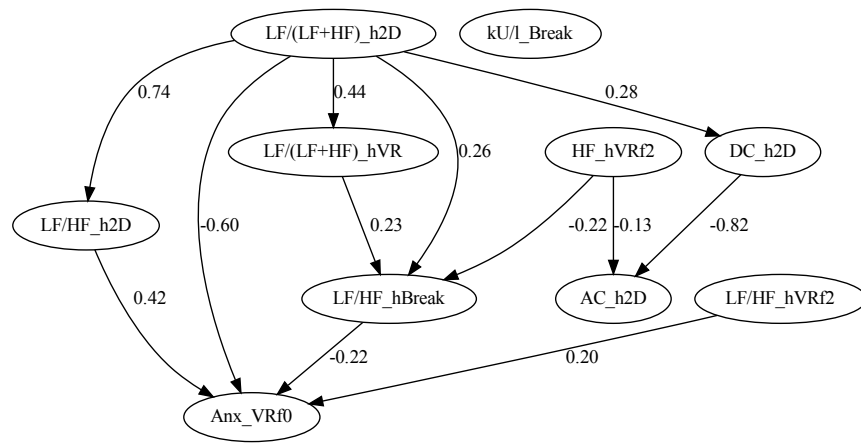 LF/(LF+HF)_h2D
kU/l_Break
0.74
0.44
0.28
LF/(LF+HF)_hVR
0.26
HF_hVRf2
DC_h2D
LF/HF_h2D
-0.60
0.23
-0.22
-0.13
-0.82
0.42
LF/HF_hBreak
AC_h2D
LF/HF_hVRf2
-0.22
0.20
Anx_VRf0